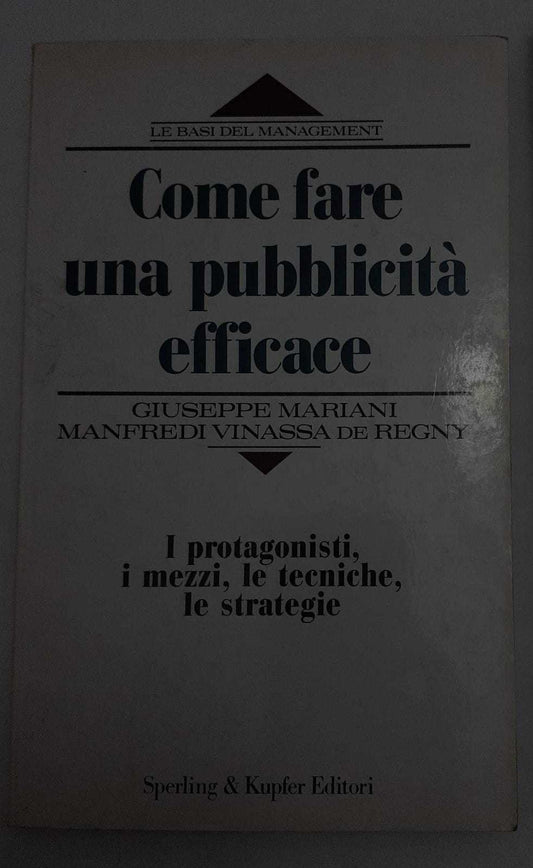 LE BASI DEL MANAGEMENT
Come fare
una pubblicità
efficace
GIUSEPPE MARIANI
MANFREDI VINASSA DE REGNY
I protagonisti,
i mezzi, le tecniche,
le strategie
Sperling & Kupfer Editori